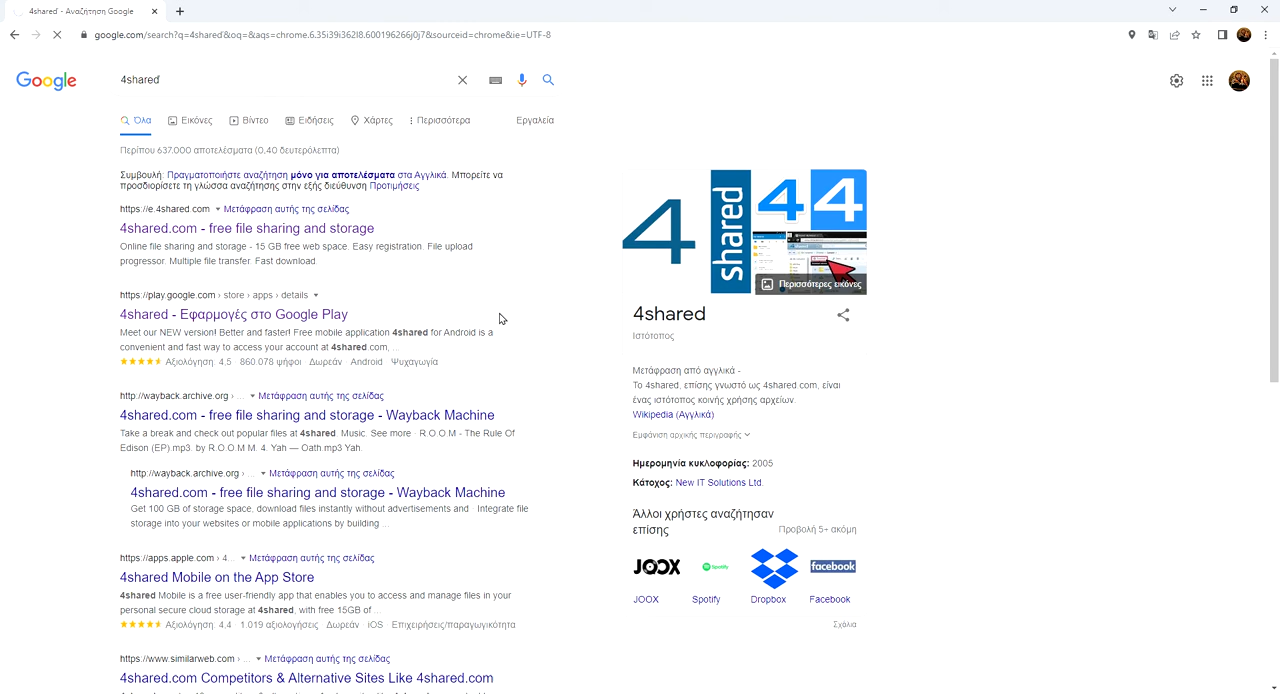 4shared' - Αναζήτηση Google
google.com/search?q=4shared'&oq=&aqs=chrome.6.35i39i362l8.600196266j0j7&sourceid=chrome&ie=UTF-8
Google
4shared'
Όλα
Εικόνες
Βίντεο
Ειδήσεις
Χάρτες
Περισσότερα
Εργαλεία
Περίπου 637.000 αποτελέσματα (0,40 δευτερόλεπτα)
Συμβουλή: Πραγματοποιήστε αναζήτηση μόνο για αποτελέσματα στα Αγγλικά. Μπορείτε να
προσδιορίσετε τη γλώσσα αναζήτησης στην εξής διεύθυνση Προτιμήσεις
https://e.4shared.com
Μετάφραση αυτής της σελίδας
4shared.com - free file sharing and storage
Online file sharing and storage - 15 GB free web space. Easy registration. File upload
progressor. Multiple file transfer. Fast download.
https://play.google.com › store › apps › details
4shared - Εφαρμογές στο Google Play
Meet our NEW version! Better and faster! Free mobile application 4shared for Android is a
convenient and fast way to access your account at 4shared.com, ...
Αξιολόγηση: 4,5 · 860.078 ψήφοι · Δωρεάν · Android · Ψυχαγωγία
http://wayback.archive.org › ...
Μετάφραση αυτής της σελίδας
4shared.com - free file sharing and storage - Wayback Machine
Take a break and check out popular files at 4shared. Music. See more · R.O.O.M - The Rule Of
Edison (EP).mp3. by R.O.O.M M. 4. Yah — Oath.mp3 Yah.
http://wayback.archive.org › ...
Μετάφραση αυτής της σελίδας
4shared.com - free file sharing and storage - Wayback Machine
Get 100 GB of storage space, download files instantly without advertisements and · Integrate file
storage into your websites or mobile applications by building ...
https://apps.apple.com › 4...
Μετάφραση αυτής της σελίδας
4shared Mobile on the App Store
4shared Mobile is a free user-friendly app that enables you to access and manage files in your
personal secure cloud storage at 4shared, with free 15GB of ...
Αξιολόγηση: 4,4 · 1.019 αξιολογήσεις · Δωρεάν · iOS · Επιχειρήσεις/παραγωγικότητα
https://www.similarweb.com › ...
Μετάφραση αυτής της σελίδας
4shared.com Competitors & Alternative Sites Like 4shared.com
4
shared
4
4
Περισσότερες εικόνες
4shared
Ιστότοπος
Μετάφραση από αγγλικά -
Το 4shared, επίσης γνωστό ως 4shared.com, είναι
ένας ιστότοπος κοινής χρήσης αρχείων.
Wikipedia (Αγγλικά)
Εμφάνιση αρχικής περιγραφής
Ημερομηνία κυκλοφορίας: 2005
Κάτοχος: New IT Solutions Ltd.
Άλλοι χρήστες αναζήτησαν
επίσης
Προβολή 5+ ακόμη
JOOX
Spotify
facebook
JOOX
Spotify
Dropbox
Facebook
Σχόλια